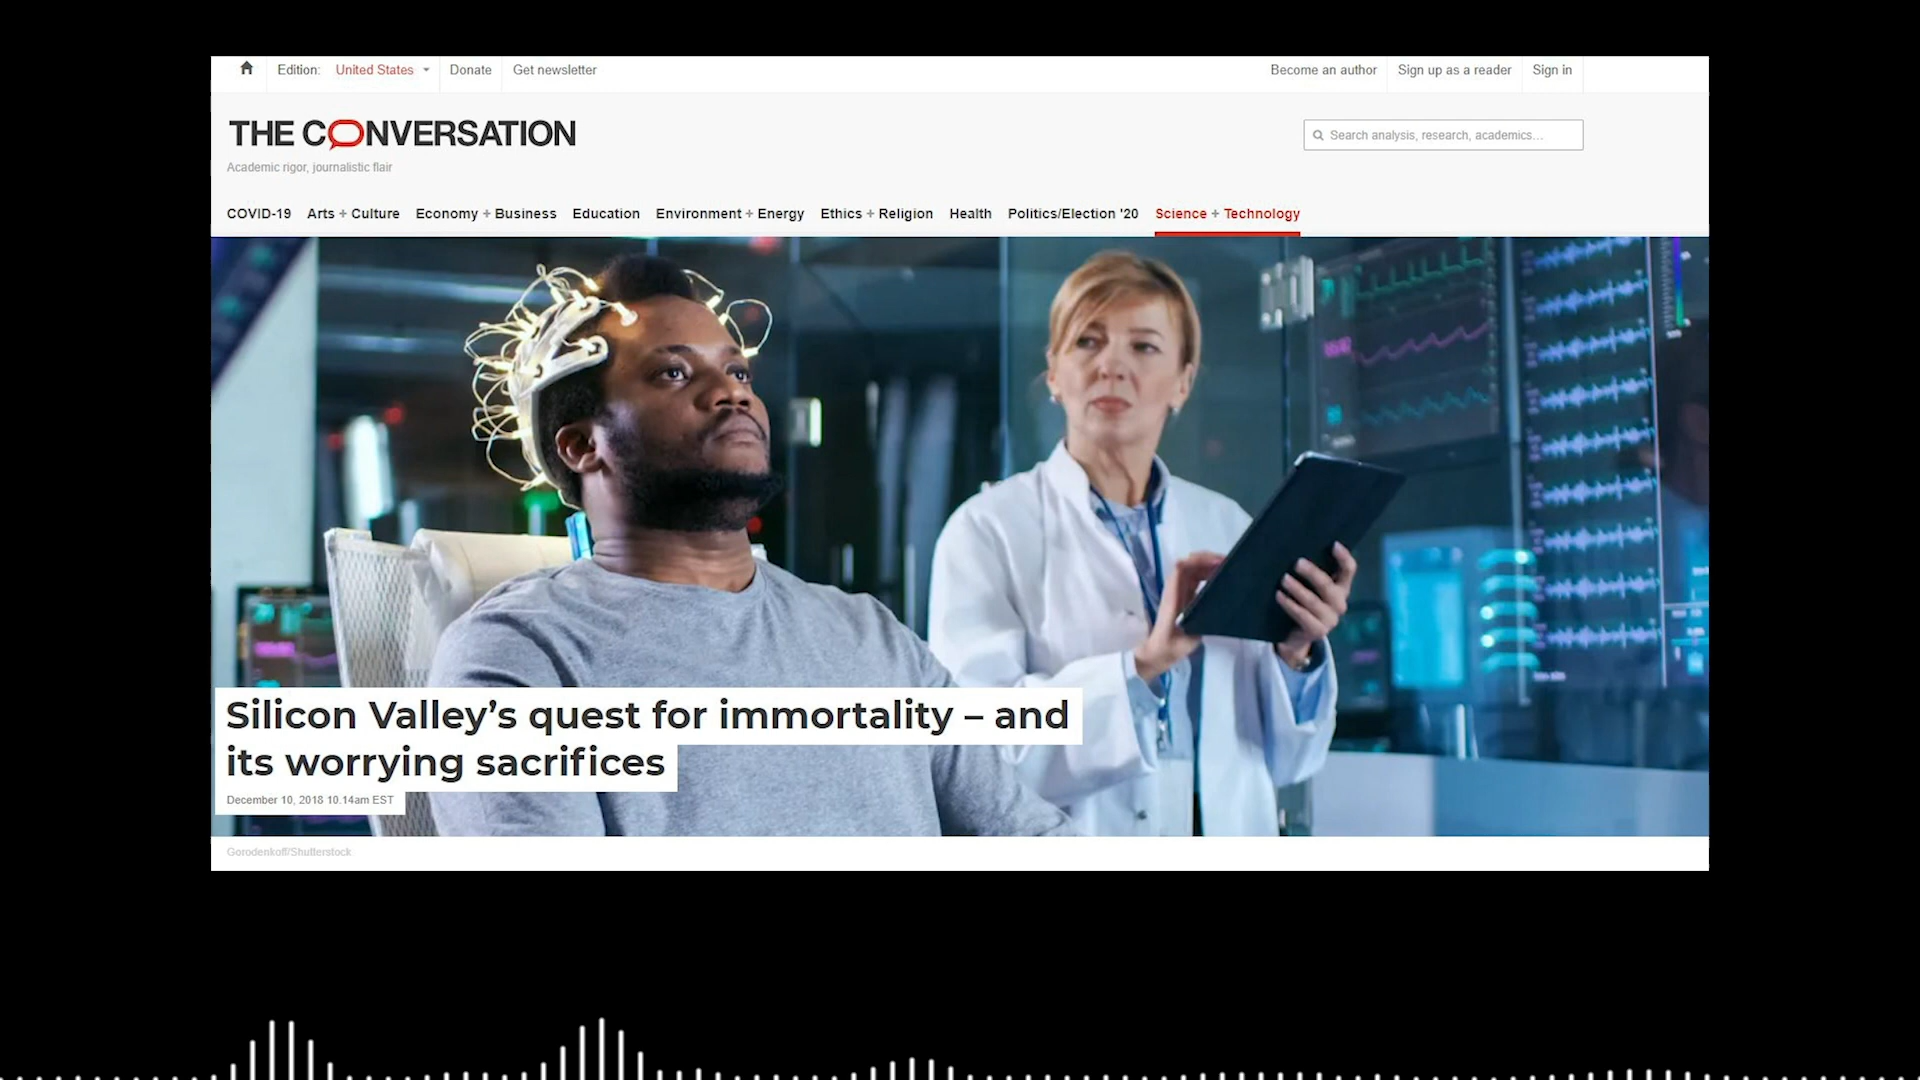 Edition: United States Donate Get newsletter Become an author Sign up as a reader Sign in
THE CONVERSATION
Search analysis, research, academics...
Academic rigor, journalistic flair
COVID-19 Arts + Culture Economy + Business Education Environment + Energy Ethics + Religion Health Politics/Election '20 Science + Technology
Silicon Valley's quest for immortality – and
its worrying sacrifices
December 10, 2018 10.14am EST
Gorodenkoff/Shutterstock